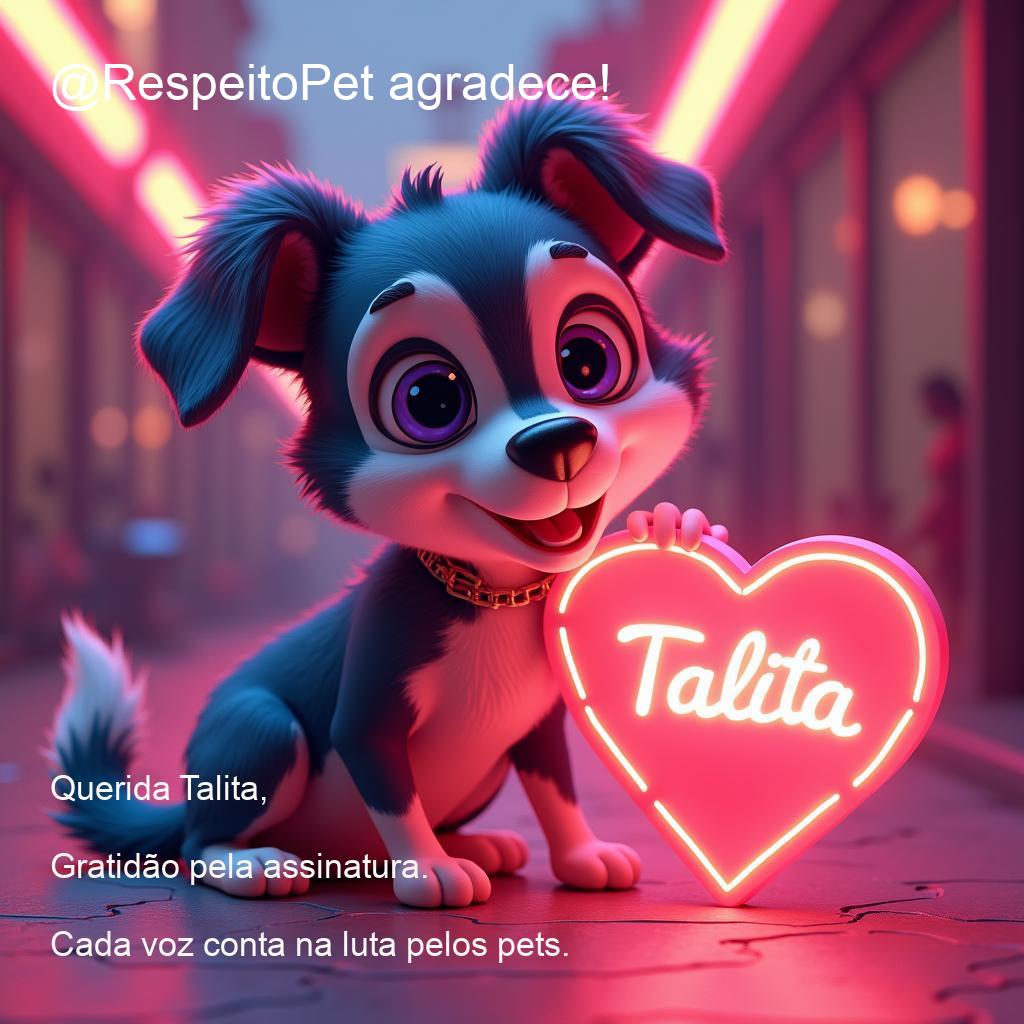 @RespeitoPet agradece!
Talita
Querida Talita,
Gratidão pela assinatura.
Cada voz conta na luta pelos pets.